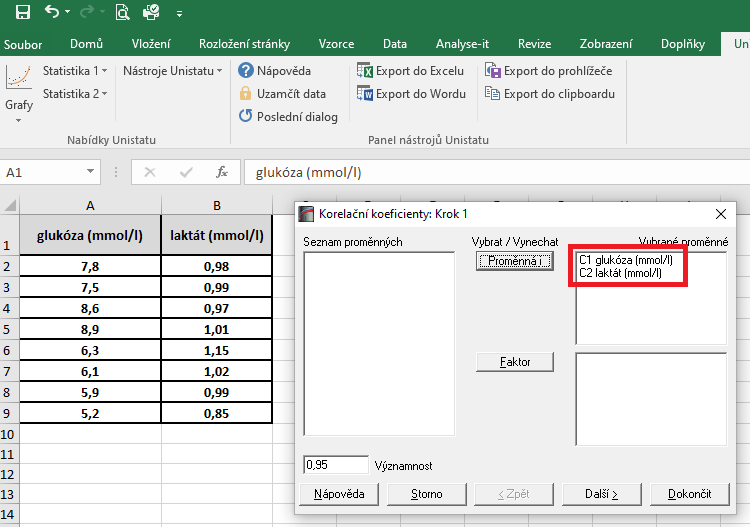 Soubor Domů Vložení Rozložení stránky Vzorce Data Analyse-it Revize Zobrazení Doplňky Un
Grafy
Statistika 1
Statistika 2
Nástroje Unistatu
Nápověda
Uzamčít data
Poslední dialog
Export do Excelu
Export do Wordu
Export do prohlížeče
Export do clipboardu
Nabídky Unistatu
Panel nástrojů Unistatu
A1 fx glukóza (mmol/l)
A B
1 glukóza (mmol/l) laktát (mmol/l)
2 7,8 0,98
3 7,5 0,99
4 8,6 0,97
5 8,9 1,01
6 6,3 1,15
7 6,1 1,02
8 5,9 0,99
9 5,2 0,85
10
11
12
13
14
Korelační koeficienty: Krok 1
Seznam proměnných
Vybrat / Vynechat
Vybrané proměnné
Proměnná i
C1 glukóza (mmol/l)
C2 laktát (mmol/l)
Faktor
0,95 Významnost
Nápověda Storno < Zpět Další > Dokončit